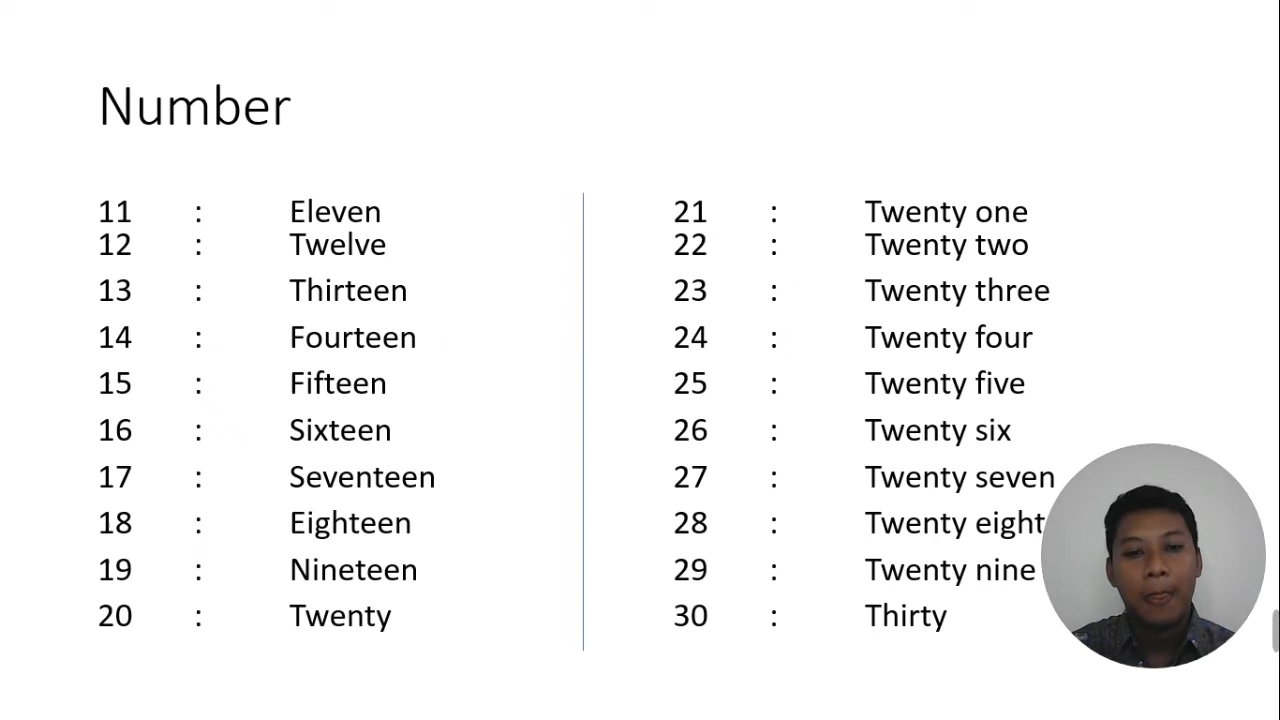 Number
11 : Eleven
12 : Twelve
13 : Thirteen
14 : Fourteen
15 : Fifteen
16 : Sixteen
17 : Seventeen
18 : Eighteen
19 : Nineteen
20 : Twenty
21 : Twenty one
22 : Twenty two
23 : Twenty three
24 : Twenty four
25 : Twenty five
26 : Twenty six
27 : Twenty seven
28 : Twenty eight
29 : Twenty nine
30 : Thirty